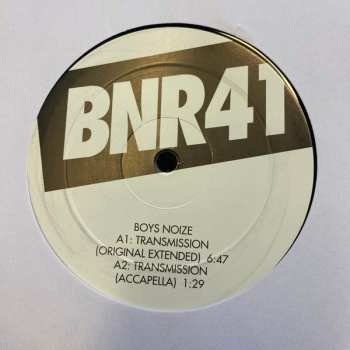 BNR41
BOYS NOIZE
A1: TRANSMISSION
(ORIGINAL EXTENDED) 6:47
A2: TRANSMISSION
(ACCAPELLA) 1:29